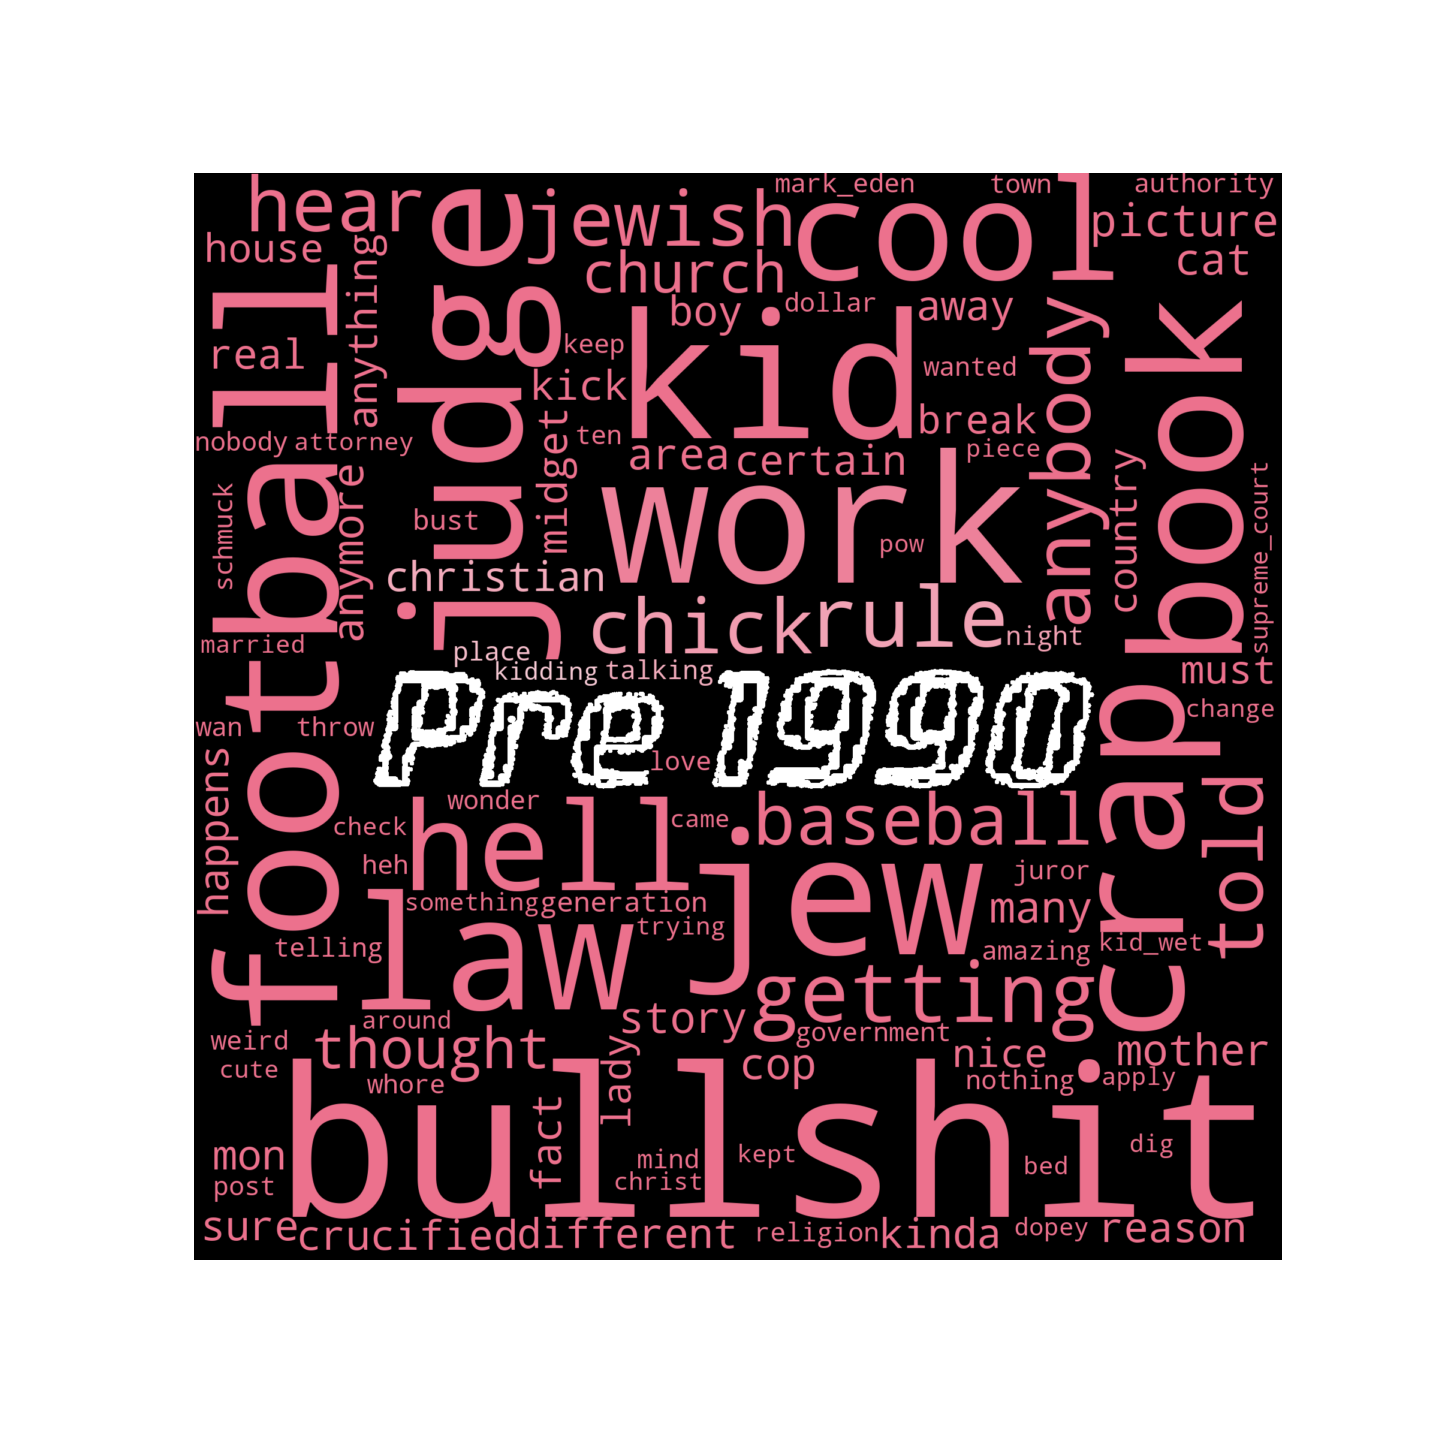 mark_eden
town
authority
hear
jewish
cool
picture
house
church
cat
judge
anything
boy
dollar
away
anybody
book
real
keep
kid
kick
wanted
football
nobody
attorney
midget
ten
break
area
certain
piece
country
supreme_court
schmuck
anymore
bust
work
pow
christian
chick
rule
night
married
place
kidding
talking
must
Pre 1990
wan
throw
love
change
crap
happens
wonder
check
hell
came
baseball
told
heh
jew
juror
something
generation
many
law
trying
telling
amazing
kid_wet
getting
around
story
weird
thought
government
lady
cop
nice
mother
cute
whore
nothing
apply
bullshit
fact
mon
mind
kept
bed
dig
post
christ
sure
crucified
different
religion
kinda
dopey
reason